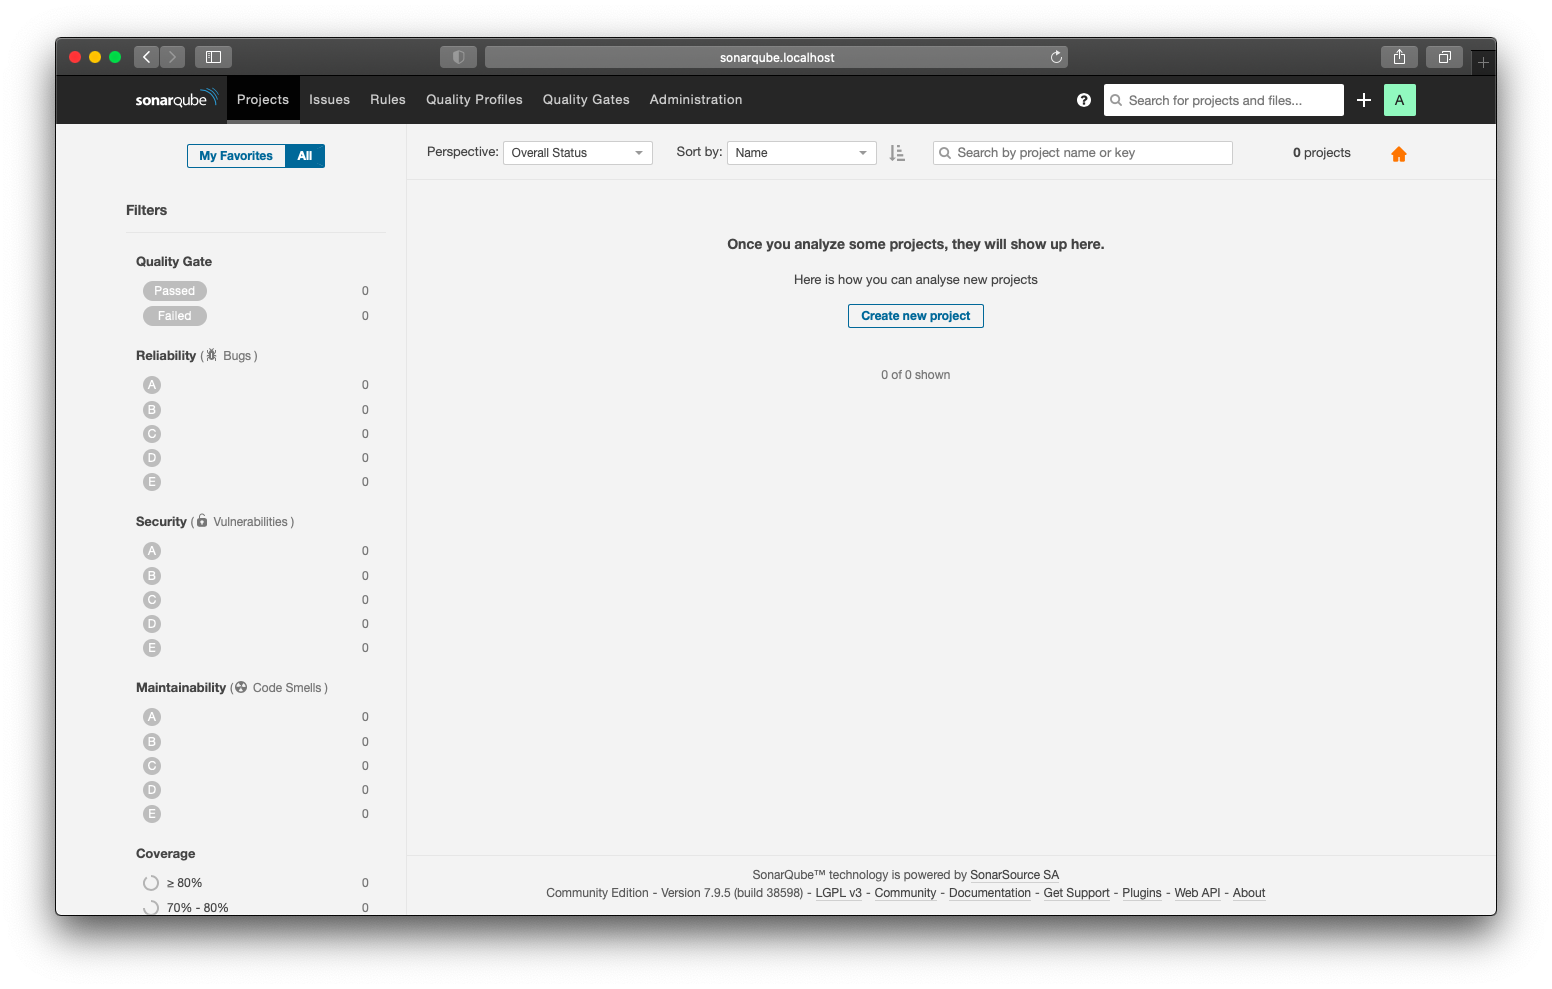 sonarqube.localhost
sonarqube Projects Issues Rules Quality Profiles Quality Gates Administration Search for projects and files... A
My Favorites All
Perspective: Overall Status Sort by: Name Search by project name or key 0 projects
Filters
Quality Gate
Passed 0
Failed 0
Reliability ( Bugs )
A 0
B 0
C 0
D 0
E 0
Security ( Vulnerabilities )
A 0
B 0
C 0
D 0
E 0
Maintainability ( Code Smells )
A 0
B 0
C 0
D 0
E 0
Coverage
≥ 80% 0
70% - 80% 0
Once you analyze some projects, they will show up here.
Here is how you can analyse new projects
Create new project
0 of 0 shown
SonarQube™ technology is powered by SonarSource SA
Community Edition - Version 7.9.5 (build 38598) - LGPL v3 - Community - Documentation - Get Support - Plugins - Web API - About